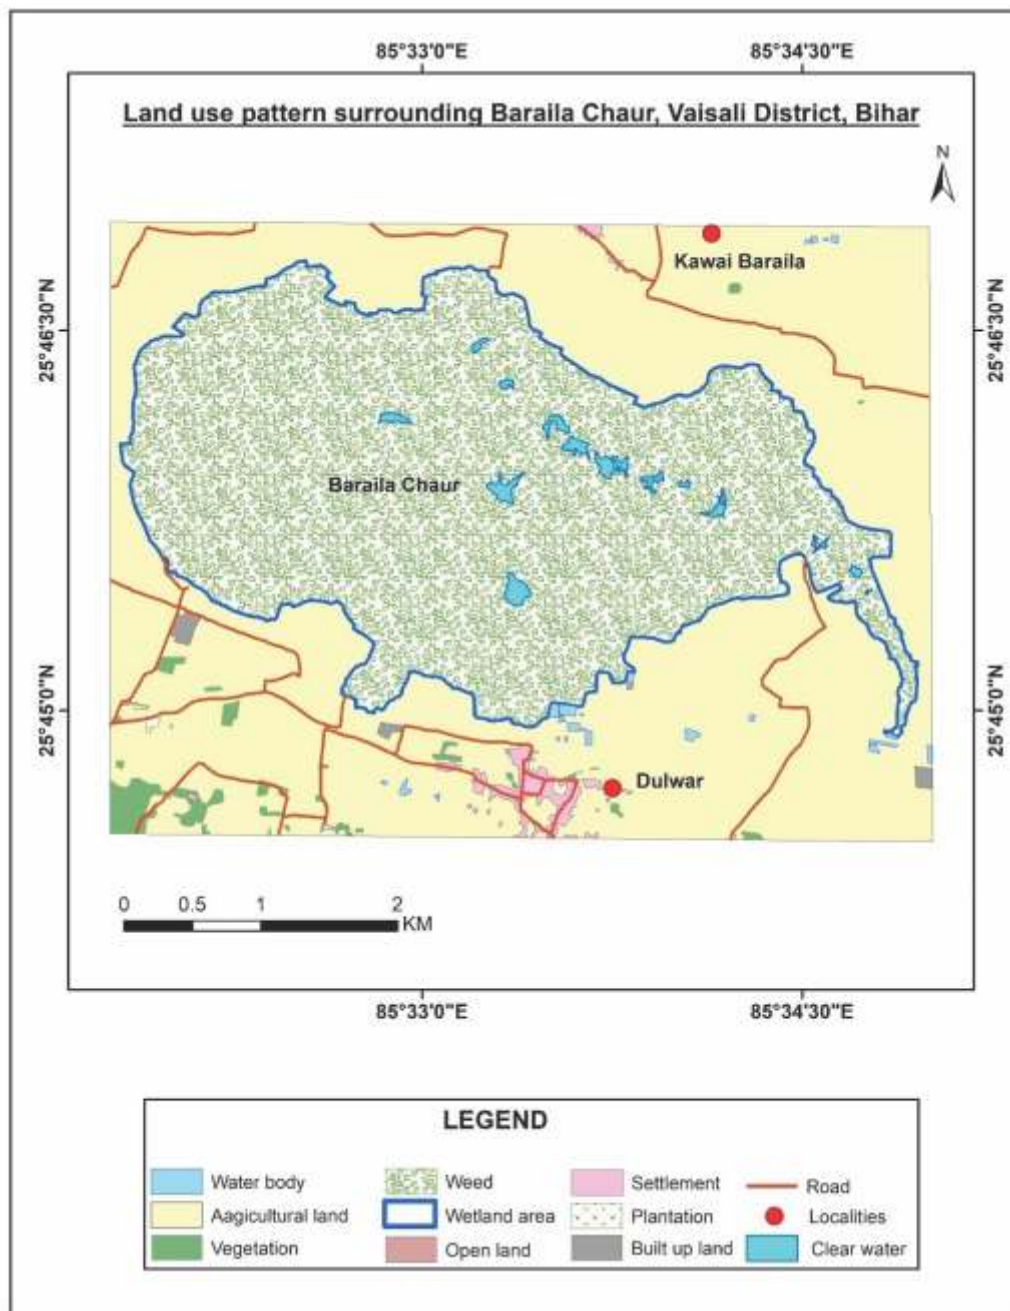 85°33'0"E 85°34'30"E
Land use pattern surrounding Baraila Chaur, Vaisali District, Bihar
N
Kawai Baraila
25°46'30"N 25°46'30"N
Baraila Chaur
25°45'0"N 25°45'0"N
Dulwar
0 0.5 1 2
KM
85°33'0"E 85°34'30"E
LEGEND
Water body Weed Settlement Road
Aagicultural land Wetland area Plantation Localities
Vegetation Open land Built up land Clear water